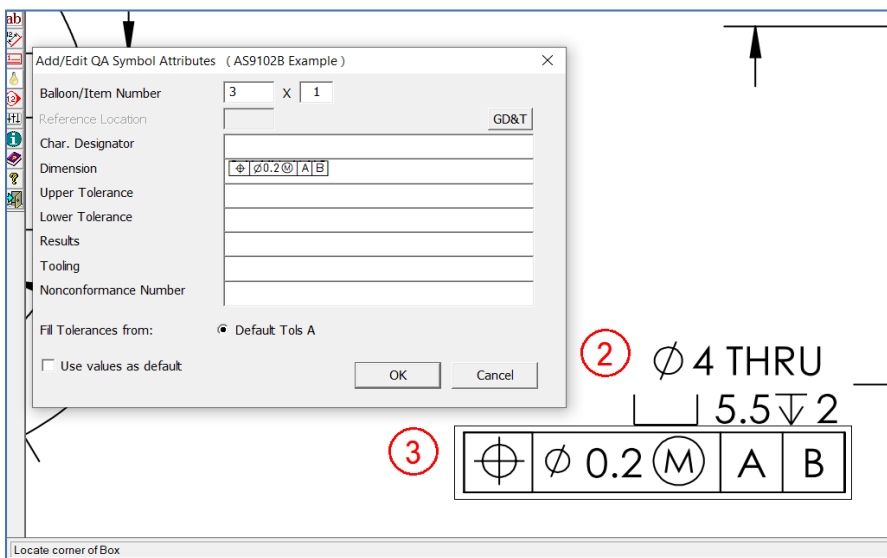 ab
Add/Edit QA Symbol Attributes ( AS9102B Example )
Balloon/Item Number 3 X 1
Reference Location GD&T
Char. Designator
Dimension ⌖ ⌀0.2Ⓜ A B
Upper Tolerance
Lower Tolerance
Results
Tooling
Nonconformance Number
Fill Tolerances from: Default Tols A
Use values as default
OK Cancel
2 ⌀ 4 THRU
⌴ 5.5 ↧ 2
3 ⌖ ⌀ 0.2 Ⓜ A B
Locate corner of Box